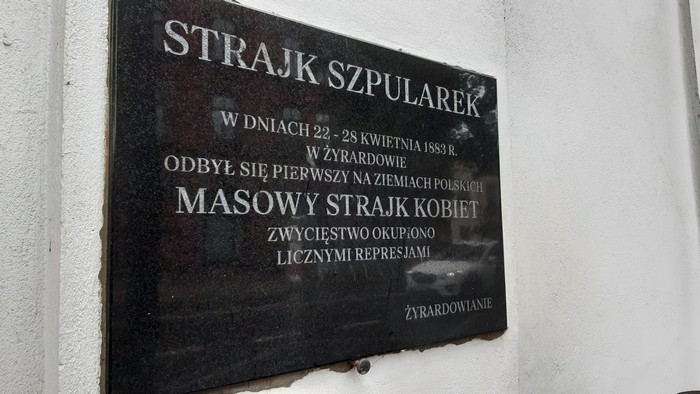 STRAJK SZPULAREK
W DNIACH 22 - 28 KWIETNIA 1883 R.
W ŻYRARDOWIE
ODBYŁ SIĘ PIERWSZY NA ZIEMIACH POLSKICH
MASOWY STRAJK KOBIET
ZWYCIĘSTWO OKUPiONO
LICZNYMI REPRESJAMI
ŻYRARDOWIANIE